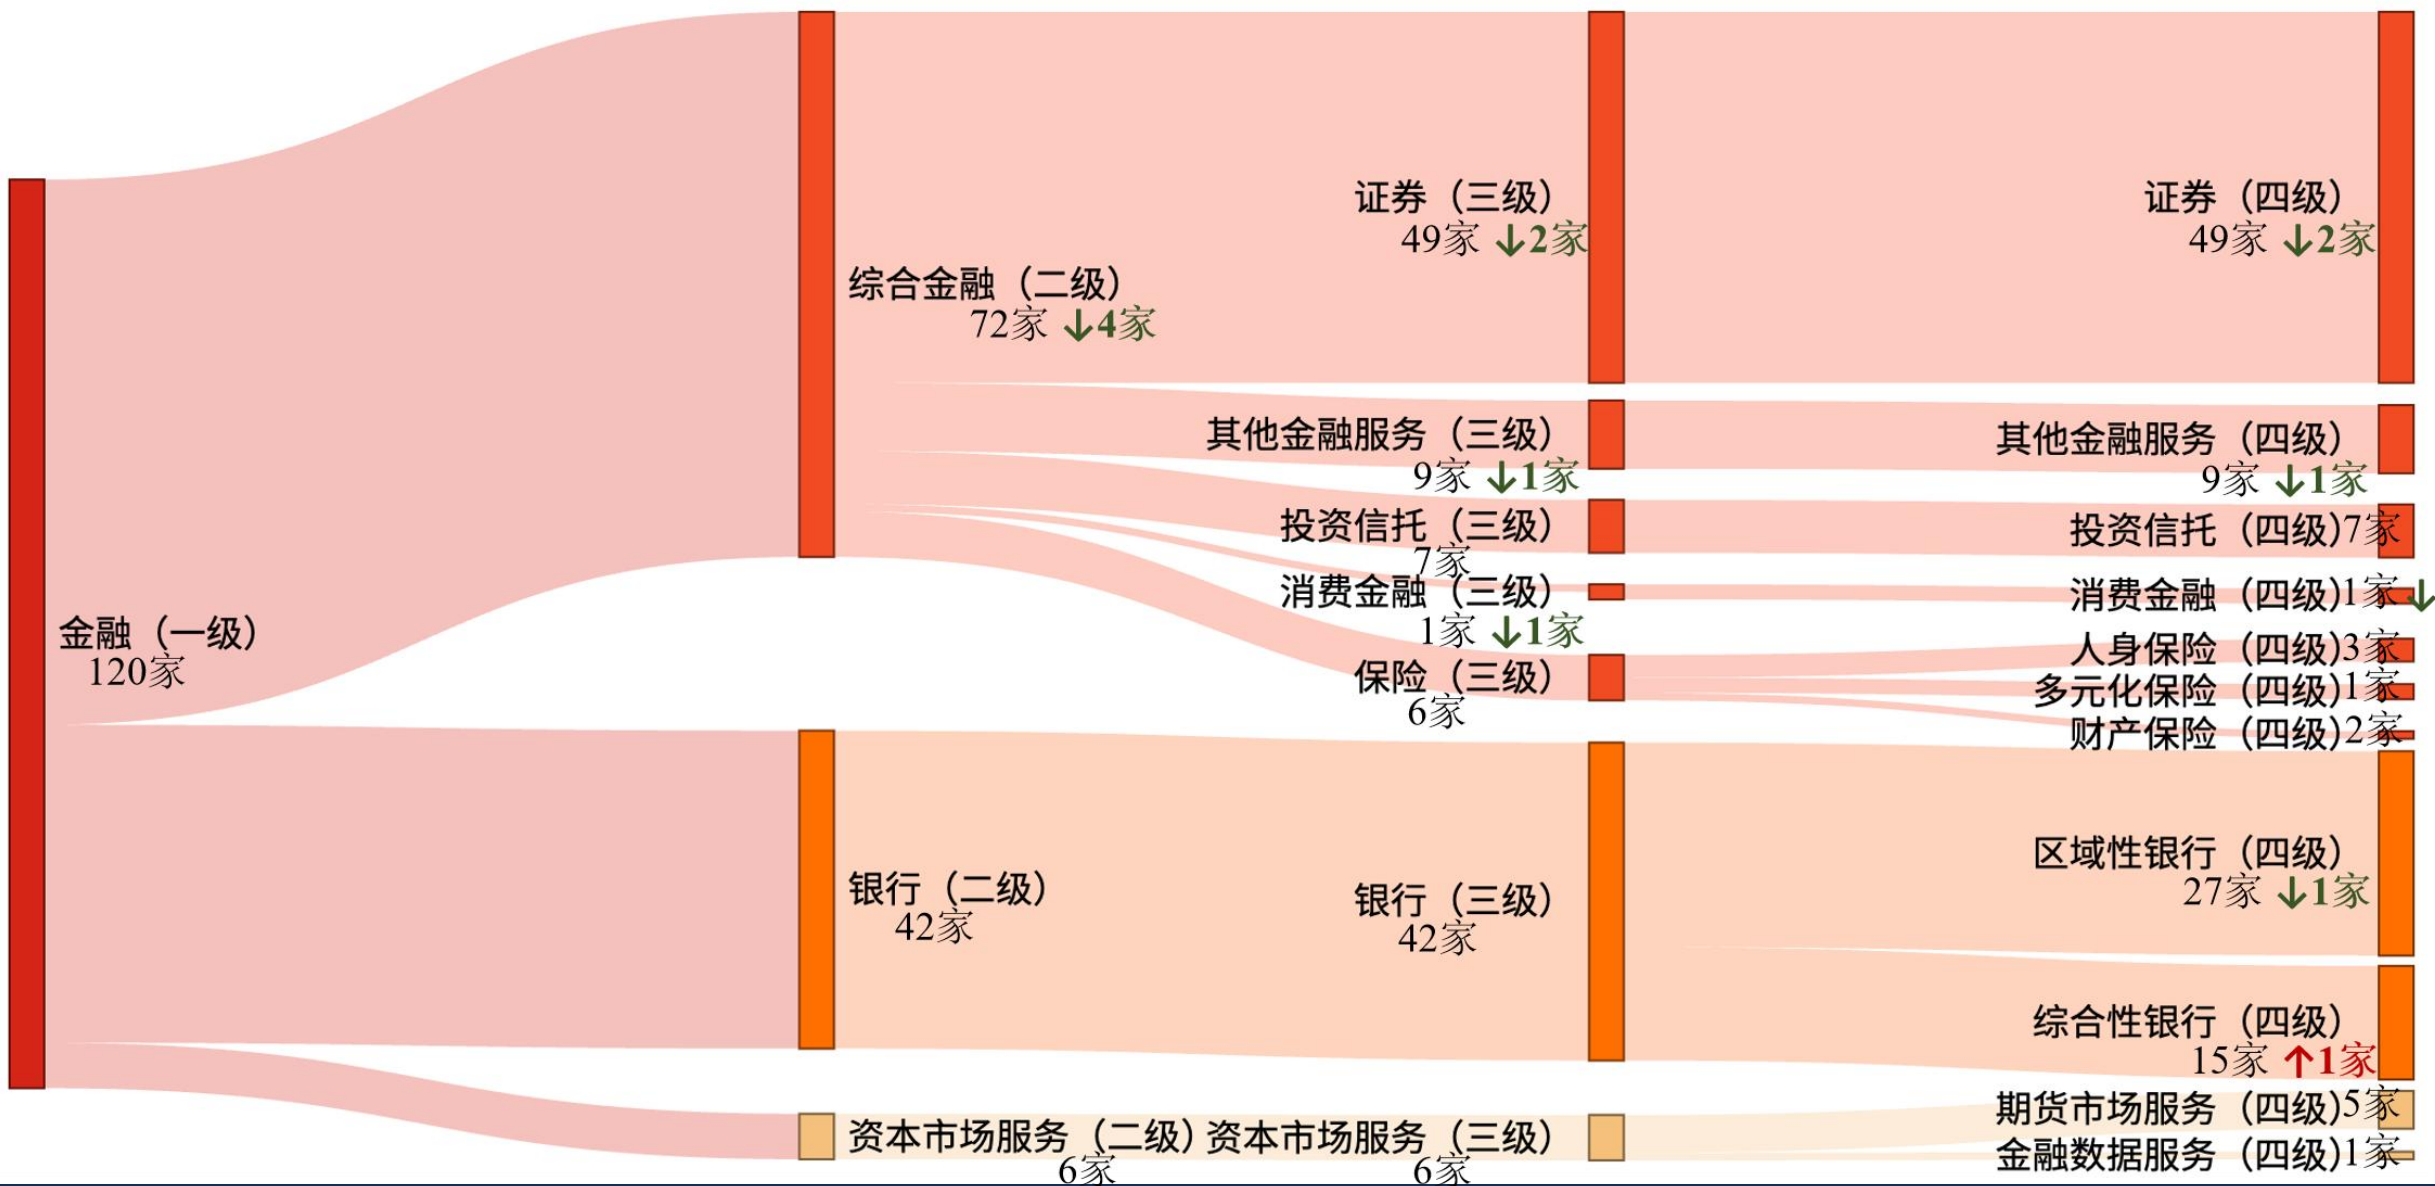 金融（一级）
120家
综合金融（二级）
72家 ↓4家
银行（二级）
42家
资本市场服务（二级）
6家
证券（三级）
49家 ↓2家
其他金融服务（三级）
9家 ↓1家
投资信托（三级）
7家
消费金融（三级）
1家 ↓1家
保险（三级）
6家
银行（三级）
42家
资本市场服务（三级）
6家
证券（四级）
49家 ↓2家
其他金融服务（四级）
9家 ↓1家
投资信托（四级）7家
消费金融（四级）1家 ↓
人身保险（四级）3家
多元化保险（四级）1家
财产保险（四级）2家
区域性银行（四级）
27家 ↓1家
综合性银行（四级）
15家 ↑1家
期货市场服务（四级）5家
金融数据服务（四级）1家